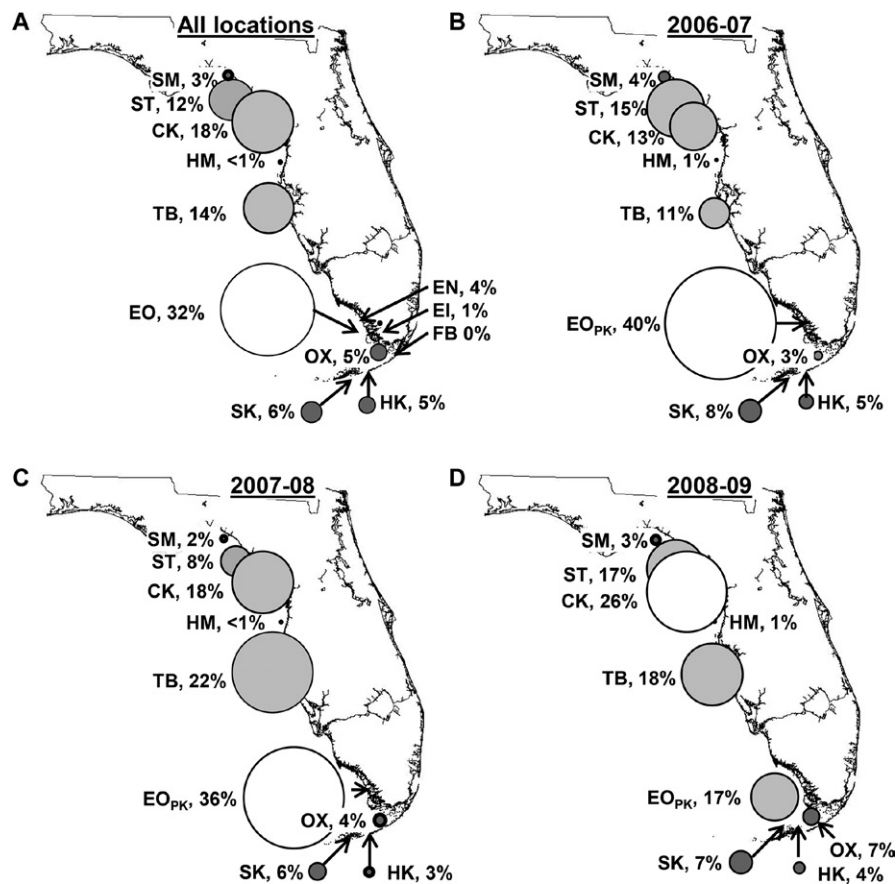 A
All locations
SM, 3%
ST, 12%
CK, 18%
HM, <1%
TB, 14%
EO, 32%
EN, 4%
EI, 1%
FB 0%
OX, 5%
SK, 6%
HK, 5%
B
2006-07
SM, 4%
ST, 15%
CK, 13%
HM, 1%
TB, 11%
EOPK, 40%
OX, 3%
SK, 8%
HK, 5%
C
2007-08
SM, 2%
ST, 8%
CK, 18%
HM, <1%
TB, 22%
EOPK, 36%
OX, 4%
SK, 6%
HK, 3%
D
2008-09
SM, 3%
ST, 17%
CK, 26%
HM, 1%
TB, 18%
EOPK, 17%
OX, 7%
SK, 7%
HK, 4%